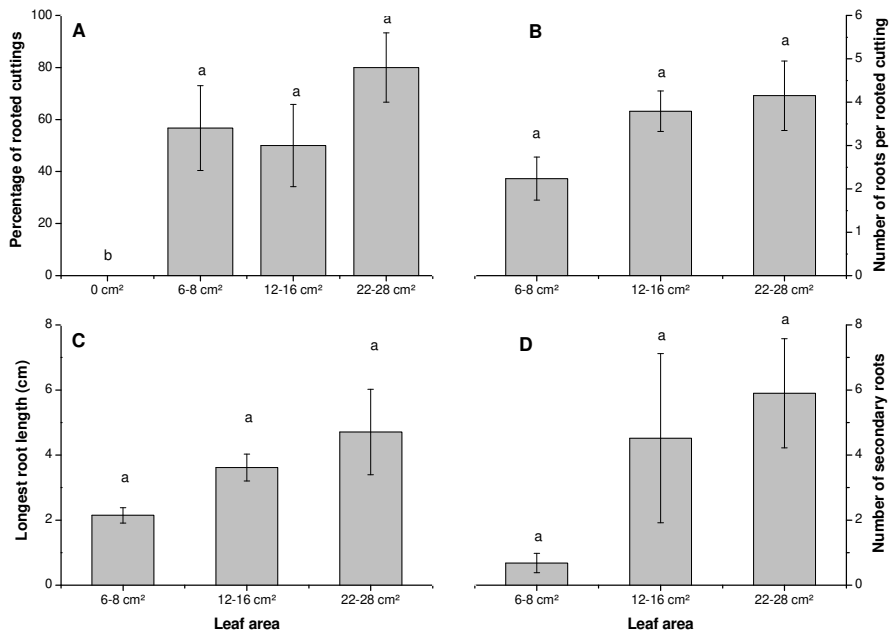 A
a
a
a
b
100
80
60
40
20
0
Percentage of rooted cuttings
0 cm²
6-8 cm²
12-16 cm²
22-28 cm²
B
a
a
a
6
5
4
3
2
1
0
Number of roots per rooted cutting
6-8 cm²
12-16 cm²
22-28 cm²
C
a
a
a
8
6
4
2
0
Longest root length (cm)
6-8 cm²
12-16 cm²
22-28 cm²
Leaf area
D
a
a
a
8
6
4
2
0
Number of secondary roots
6-8 cm²
12-16 cm²
22-28 cm²
Leaf area